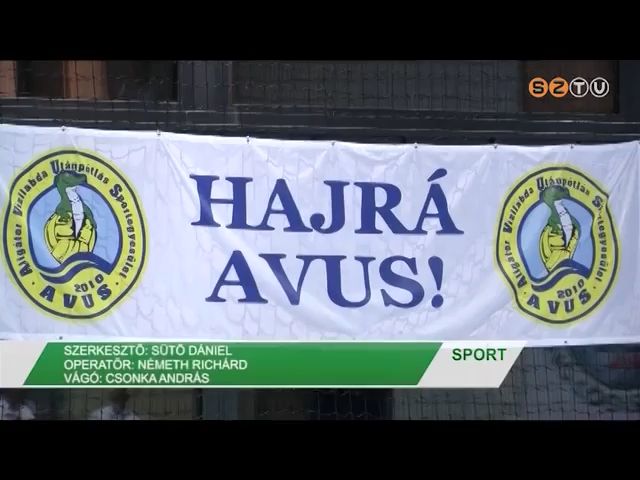 SZTV
HAJRÁ
AVUS!
Aligátor Vízilabda Utánpótlás Sportegyesület
2010
AVUS
Aligátor Vízilabda Utánpótlás Sportegyesület
2010
AVUS
SZERKESZTŐ: SÜTŐ DÁNIEL
OPERATŐR: NÉMETH RICHÁRD
VÁGÓ: CSONKA ANDRÁS
SPORT